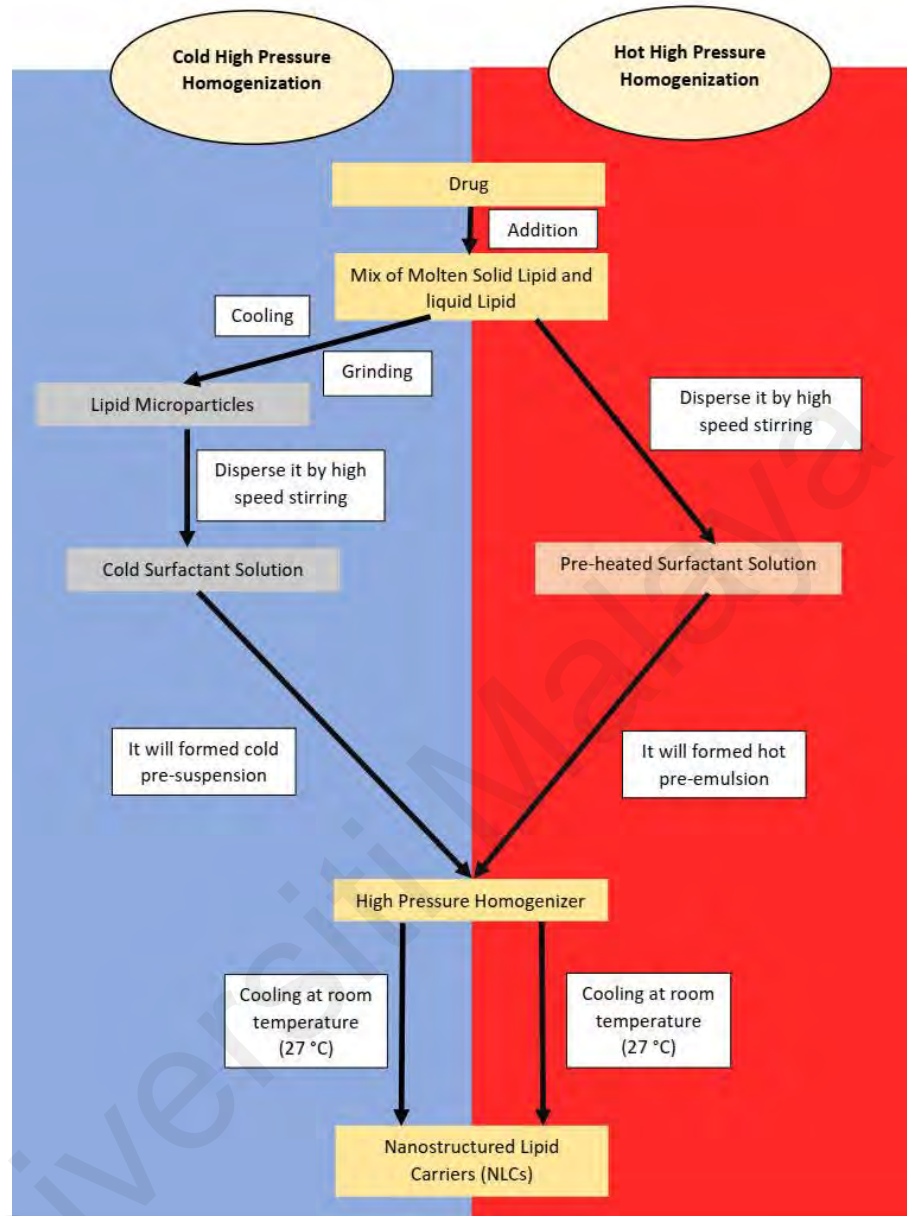 Cold High Pressure
Homogenization
Hot High Pressure
Homogenization
Drug
Addition
Mix of Molten Solid Lipid and
liquid Lipid
Cooling
Grinding
Lipid Microparticles
Disperse it by high
speed stirring
Disperse it by high
speed stirring
Cold Surfactant Solution
Pre-heated Surfactant Solution
It will formed cold
pre-suspension
It will formed hot
pre-emulsion
High Pressure Homogenizer
Cooling at room
temperature
(27 °C)
Cooling at room
temperature
(27 °C)
Nanostructured Lipid
Carriers (NLCs)
versiti Malaya